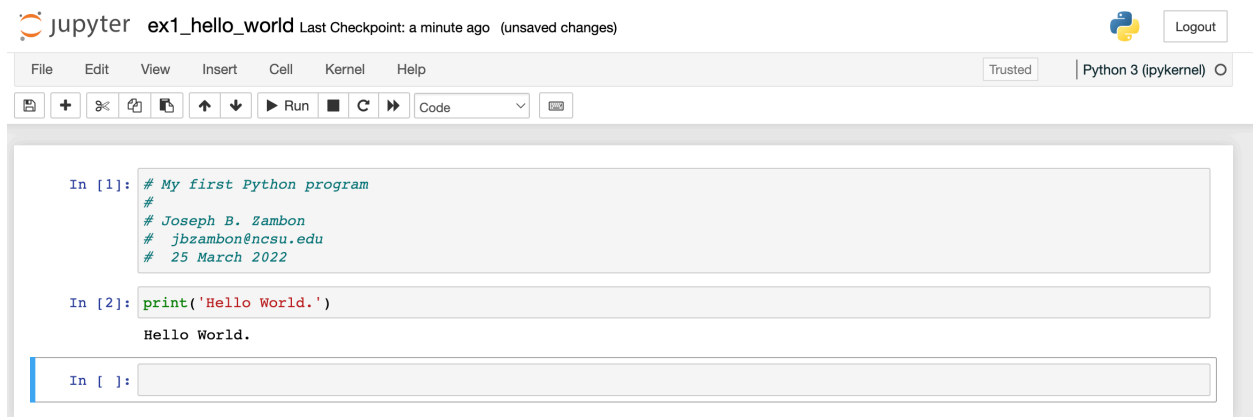 jupyter ex1_hello_world Last Checkpoint: a minute ago (unsaved changes) Logout
File Edit View Insert Cell Kernel Help Trusted Python 3 (ipykernel)
Run Code
In [1]: # My first Python program
#
# Joseph B. Zambon
#  jbzambon@ncsu.edu
#  25 March 2022
In [2]: print('Hello World.')
Hello World.
In [ ]: